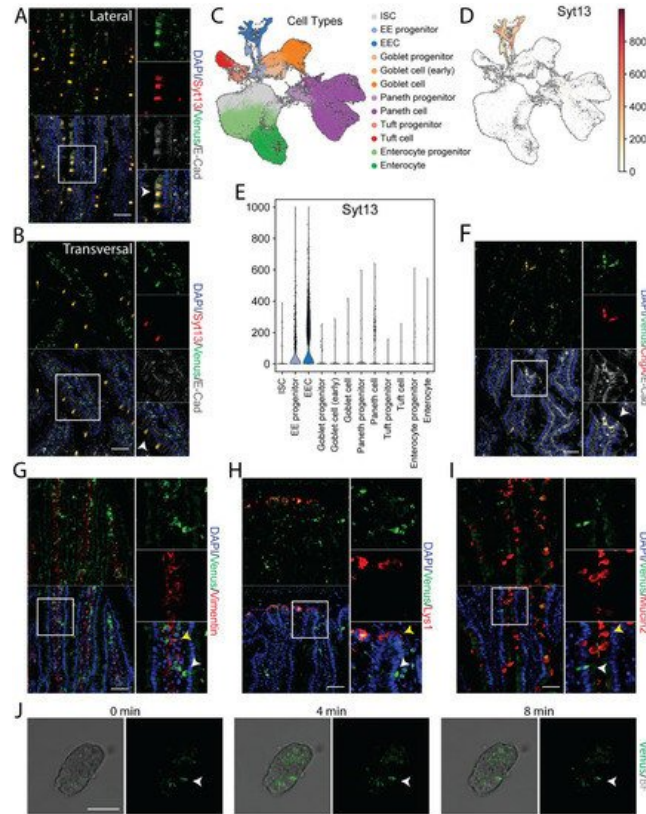 A
Lateral
DAPI/Syt13/Venus/E-Cad
B
Transversal
DAPI/Syt13/Venus/E-Cad
C
Cell Types
ISC
EE progenitor
EEC
Goblet progenitor
Goblet cell (early)
Goblet cell
Paneth progenitor
Paneth cell
Tuft progenitor
Tuft cell
Enterocyte progenitor
Enterocyte
D
Syt13
800
600
400
200
0
E
Syt13
1000
800
600
400
200
0
ISC
EE progenitor
EEC
Goblet progenitor
Goblet cell (early)
Goblet cell
Paneth progenitor
Paneth cell
Tuft progenitor
Tuft cell
Enterocyte progenitor
Enterocyte
F
G
DAPI/Venus/Vimentin
H
DAPI/Venus/Lys1
I
DAPI/Venus/Mucin2
J
0 min
4 min
8 min